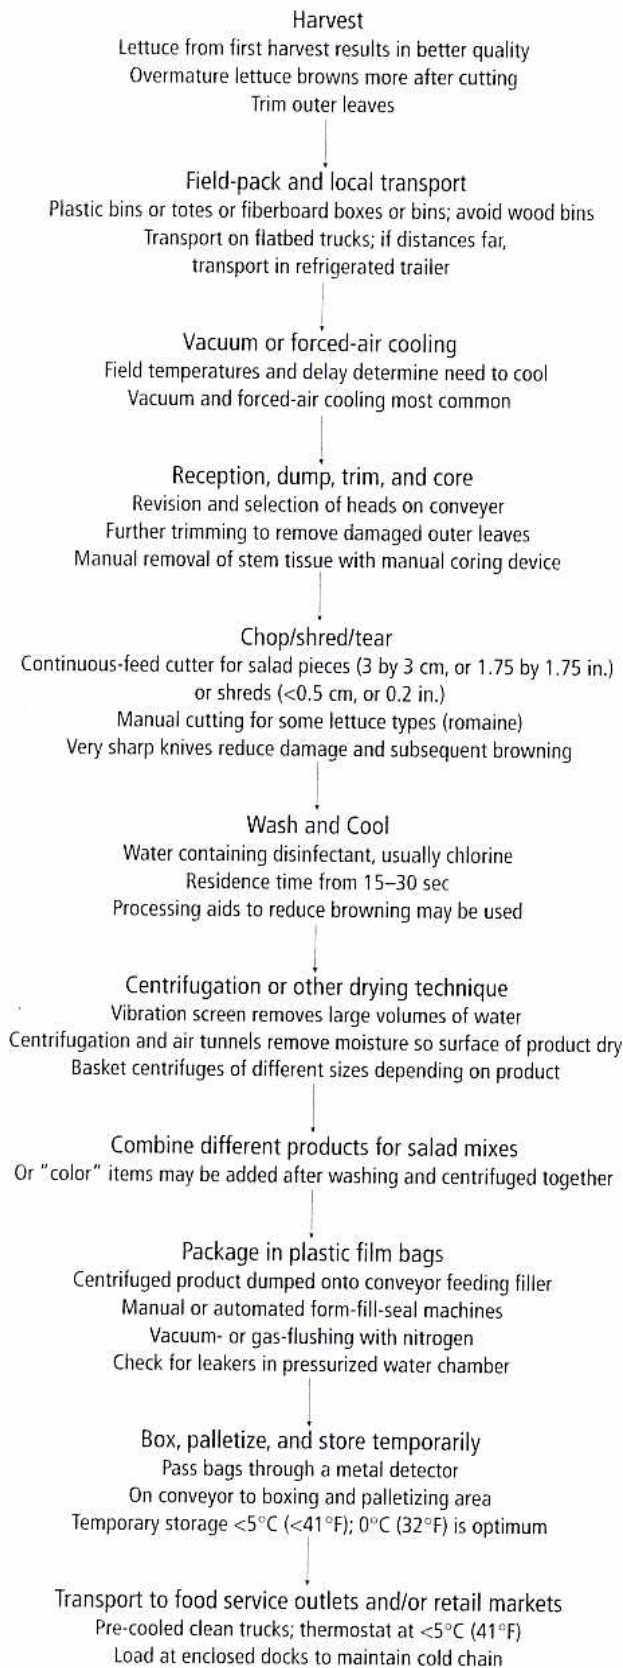 Harvest
Lettuce from first harvest results in better quality
Overmature lettuce browns more after cutting
Trim outer leaves
Field-pack and local transport
Plastic bins or totes or fiberboard boxes or bins; avoid wood bins
Transport on flatbed trucks; if distances far,
transport in refrigerated trailer
Vacuum or forced-air cooling
Field temperatures and delay determine need to cool
Vacuum and forced-air cooling most common
Reception, dump, trim, and core
Revision and selection of heads on conveyer
Further trimming to remove damaged outer leaves
Manual removal of stem tissue with manual coring device
Chop/shred/tear
Continuous-feed cutter for salad pieces (3 by 3 cm, or 1.75 by 1.75 in.)
or shreds (<0.5 cm, or 0.2 in.)
Manual cutting for some lettuce types (romaine)
Very sharp knives reduce damage and subsequent browning
Wash and Cool
Water containing disinfectant, usually chlorine
Residence time from 15–30 sec
Processing aids to reduce browning may be used
Centrifugation or other drying technique
Vibration screen removes large volumes of water
Centrifugation and air tunnels remove moisture so surface of product dry
Basket centrifuges of different sizes depending on product
Combine different products for salad mixes
Or "color" items may be added after washing and centrifuged together
Package in plastic film bags
Centrifuged product dumped onto conveyor feeding filler
Manual or automated form-fill-seal machines
Vacuum- or gas-flushing with nitrogen
Check for leakers in pressurized water chamber
Box, palletize, and store temporarily
Pass bags through a metal detector
On conveyor to boxing and palletizing area
Temporary storage <5°C (<41°F); 0°C (32°F) is optimum
Transport to food service outlets and/or retail markets
Pre-cooled clean trucks; thermostat at <5°C (41°F)
Load at enclosed docks to maintain cold chain